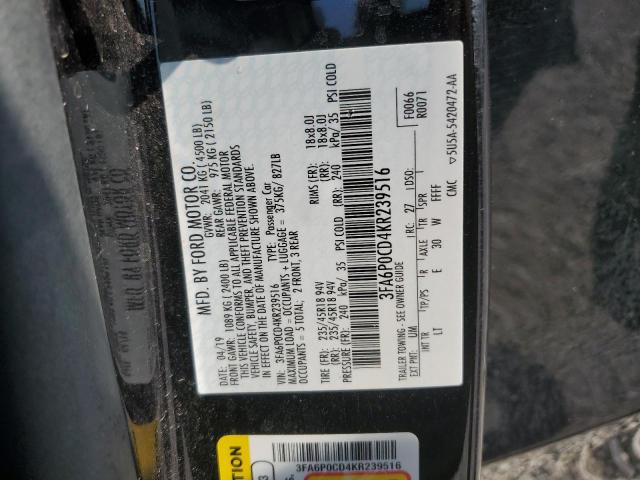 MFD. BY FORD MOTOR CO.
DATE: 04/19
GVWR: 2041 KG ( 4500 LB)
FRONT GAWR: 1089 KG (2400 LB)
REAR GAWR: 975 KG ( 2150 LB)
VEHICLE CONFORMS TO ALL APPLICABLE FEDERAL MOTOR
VEHICLE SAFETY, BUMPER, AND THEFT PREVENTION STANDARDS
IN EFFECT ON THE DATE OF MANUFACTURE SHOWN ABOVE.
VIN: 3FA6P0CD4KR239516
TYPE: Passenger Car
MAXIMUM LOAD = OCCUPANTS + LUGGAGE = 375KG/ 827LB
OCCUPANTS = 5 TOTAL; 2 FRONT, 3 REAR
TIRE (FR): 235/45R18 94V
RIMS (FR): 18x8.0J
(RR): 235/45R18 94V
(RR): 18x8.0J
PRESSURE (FR): 240 kPa/ 35 PSI COLD
(RR): 240 kPa/ 35 PSI COLD
3FA6P0CD4KR239516
TRAILER TOWING - SEE OWNER GUIDE
F0066
R0071
EXT PNT: UM
RC: 27
DSO:
INT TR TP/PS R AXLE TR SPR
LT E E 30 W FFFF
CMC
5U5A-5420472-AA
3FA6P0CD4KR239516